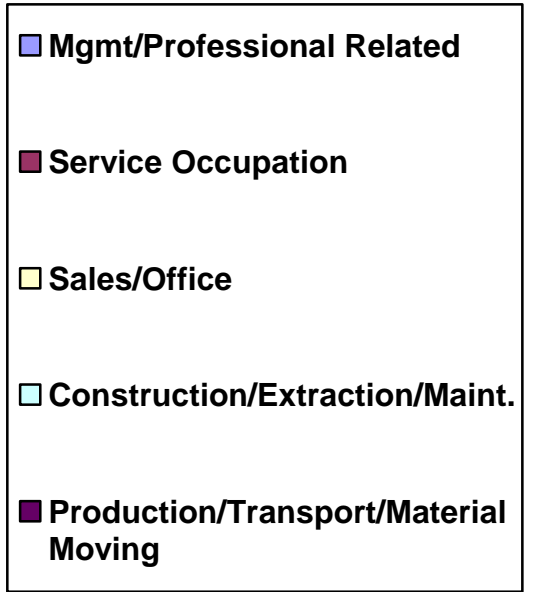 Mgmt/Professional Related
Service Occupation
Sales/Office
Construction/Extraction/Maint.
Production/Transport/Material
Moving